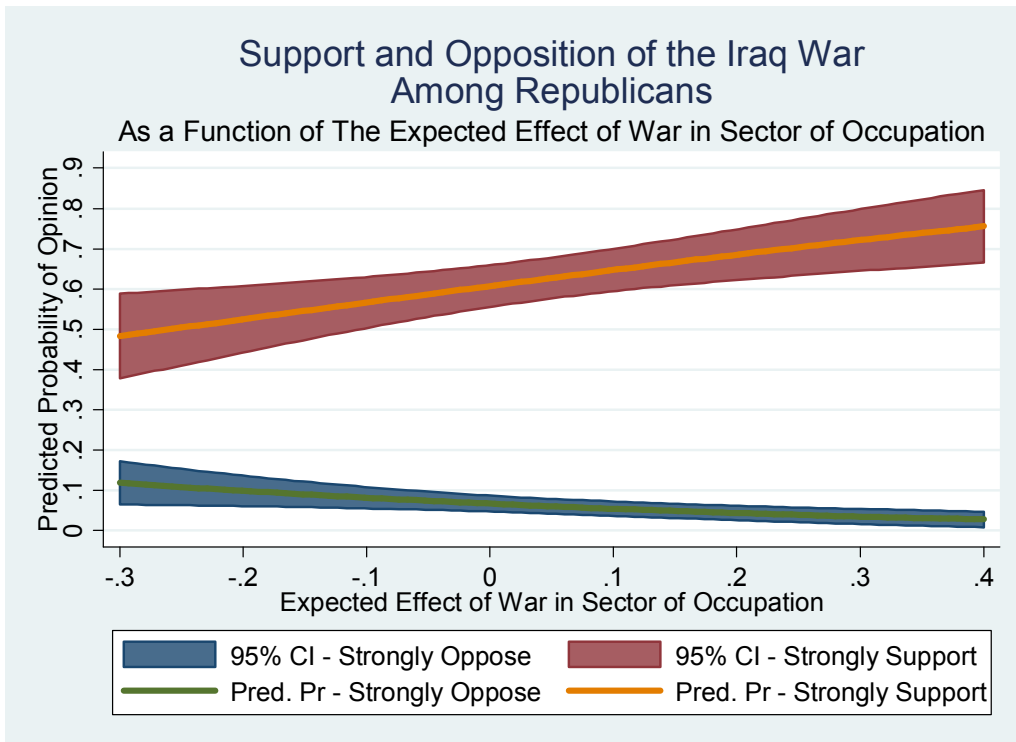 Support and Opposition of the Iraq War
Among Republicans
As a Function of The Expected Effect of War in Sector of Occupation
Predicted Probability of Opinion
.9
.8
.7
.6
.5
.4
.3
.2
.1
0
-.3 -.2 -.1 0 .1 .2 .3 .4
Expected Effect of War in Sector of Occupation
95% CI - Strongly Oppose 95% CI - Strongly Support
Pred. Pr - Strongly Oppose Pred. Pr - Strongly Support